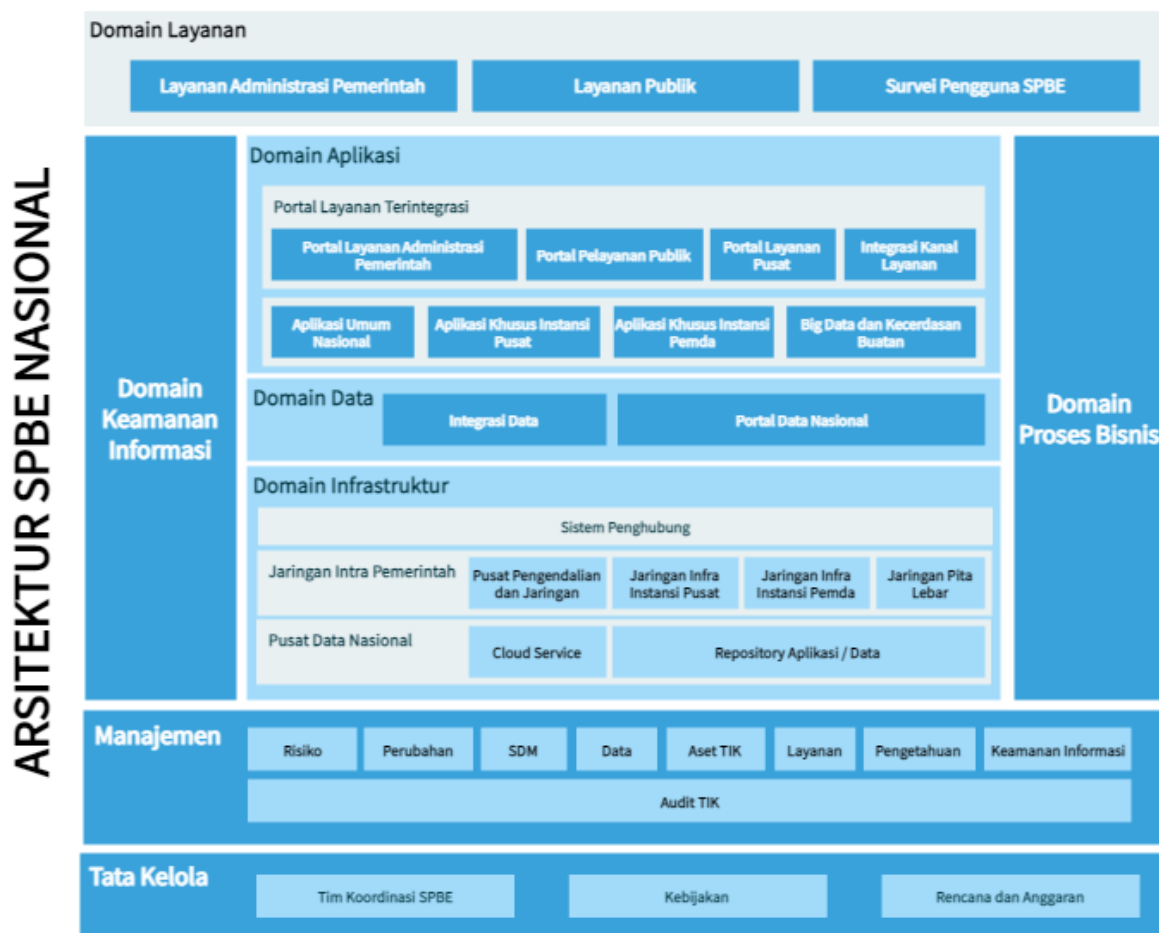 ARSITEKTUR SPBE NASIONAL
Domain Layanan
Layanan Administrasi Pemerintah
Layanan Publik
Survei Pengguna SPBE
Domain
Keamanan
Informasi
Domain Aplikasi
Portal Layanan Terintegrasi
Portal Layanan Administrasi
Pemerintah
Portal Pelayanan Publik
Portal Layanan
Pusat
Integrasi Kanal
Layanan
Aplikasi Umum
Nasional
Aplikasi Khusus Instansi
Pusat
Aplikasi Khusus Instansi
Pemda
Big Data dan Kecerdasan
Buatan
Domain Data
Integrasi Data
Portal Data Nasional
Domain Infrastruktur
Sistem Penghubung
Jaringan Intra Pemerintah
Pusat Pengendalian
dan Jaringan
Jaringan Infra
Instansi Pusat
Jaringan Infra
Instansi Pemda
Jaringan Pita
Lebar
Pusat Data Nasional
Cloud Service
Repository Aplikasi / Data
Domain
Proses Bisnis
Manajemen
Risiko
Perubahan
SDM
Data
Aset TIK
Layanan
Pengetahuan
Keamanan Informasi
Audit TIK
Tata Kelola
Tim Koordinasi SPBE
Kebijakan
Rencana dan Anggaran